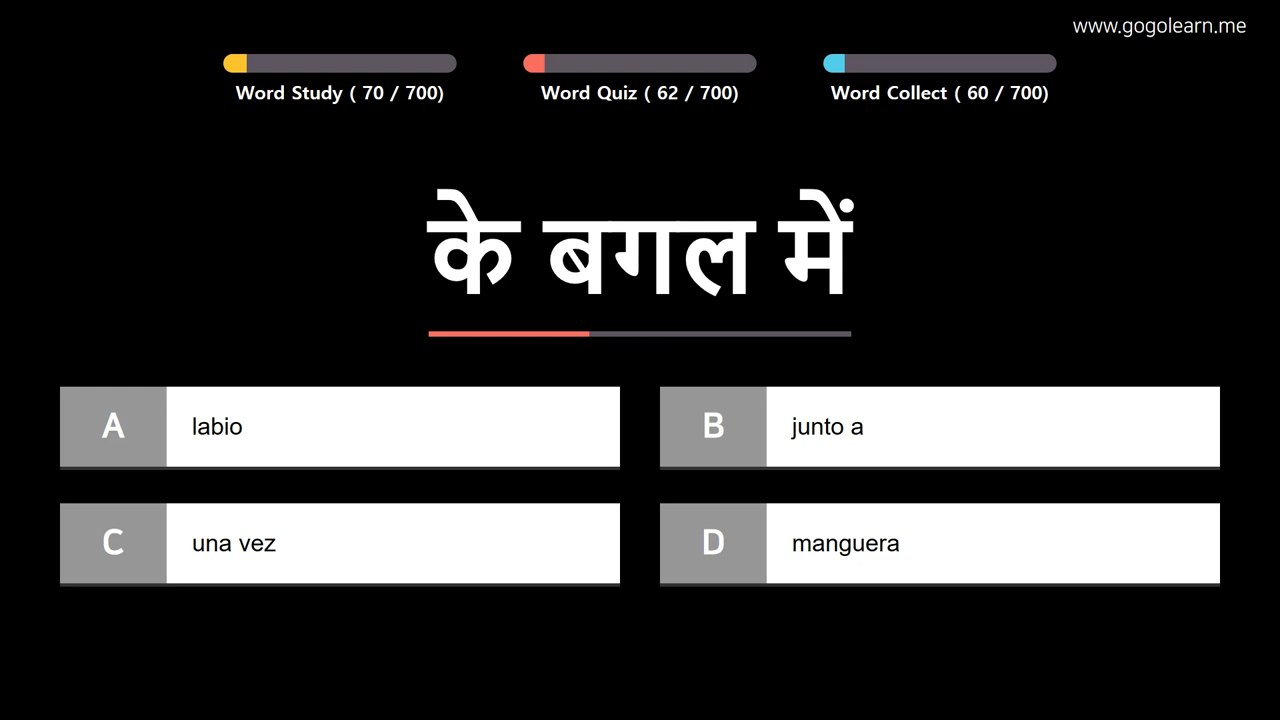 www.gogolearn.me
Word Study ( 70 / 700)
Word Quiz ( 62 / 700)
Word Collect ( 60 / 700)
के बगल में
A labio
B junto a
C una vez
D manguera